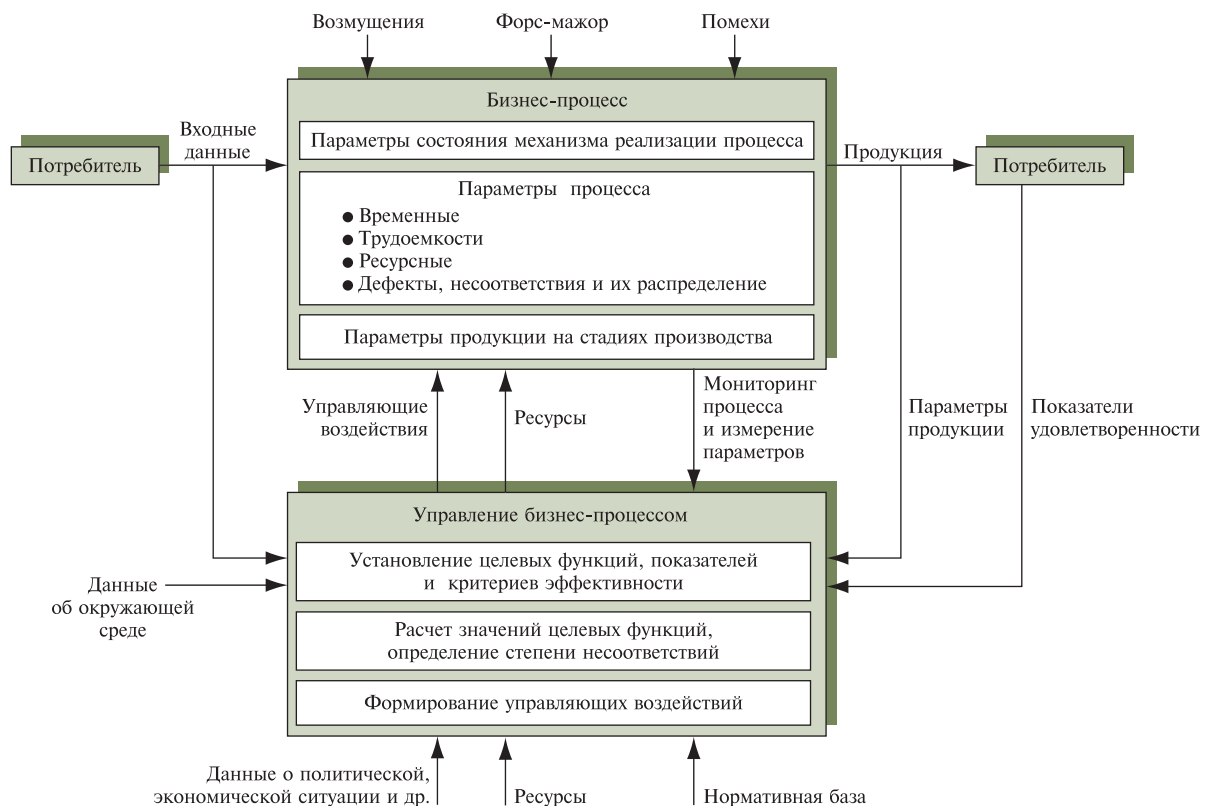 Возмущения
Форс-мажор
Помехи
Бизнес-процесс
Параметры состояния механизма реализации процесса
Входные
данные
Потребитель
Продукция
Потребитель
Параметры процесса
● Временные
● Трудоемкости
● Ресурсные
● Дефекты, несоответствия и их распределение
Параметры продукции на стадиях производства
Управляющие
воздействия
Ресурсы
Мониторинг
процесса
и измерение
параметров
Параметры
продукции
Показатели
удовлетворенности
Управление бизнес-процессом
Установление целевых функций, показателей
и критериев эффективности
Данные
об окружающей
среде
Расчет значений целевых функций,
определение степени несоответствий
Формирование управляющих воздействий
Данные о политической,
экономической ситуации и др.
Ресурсы
Нормативная база